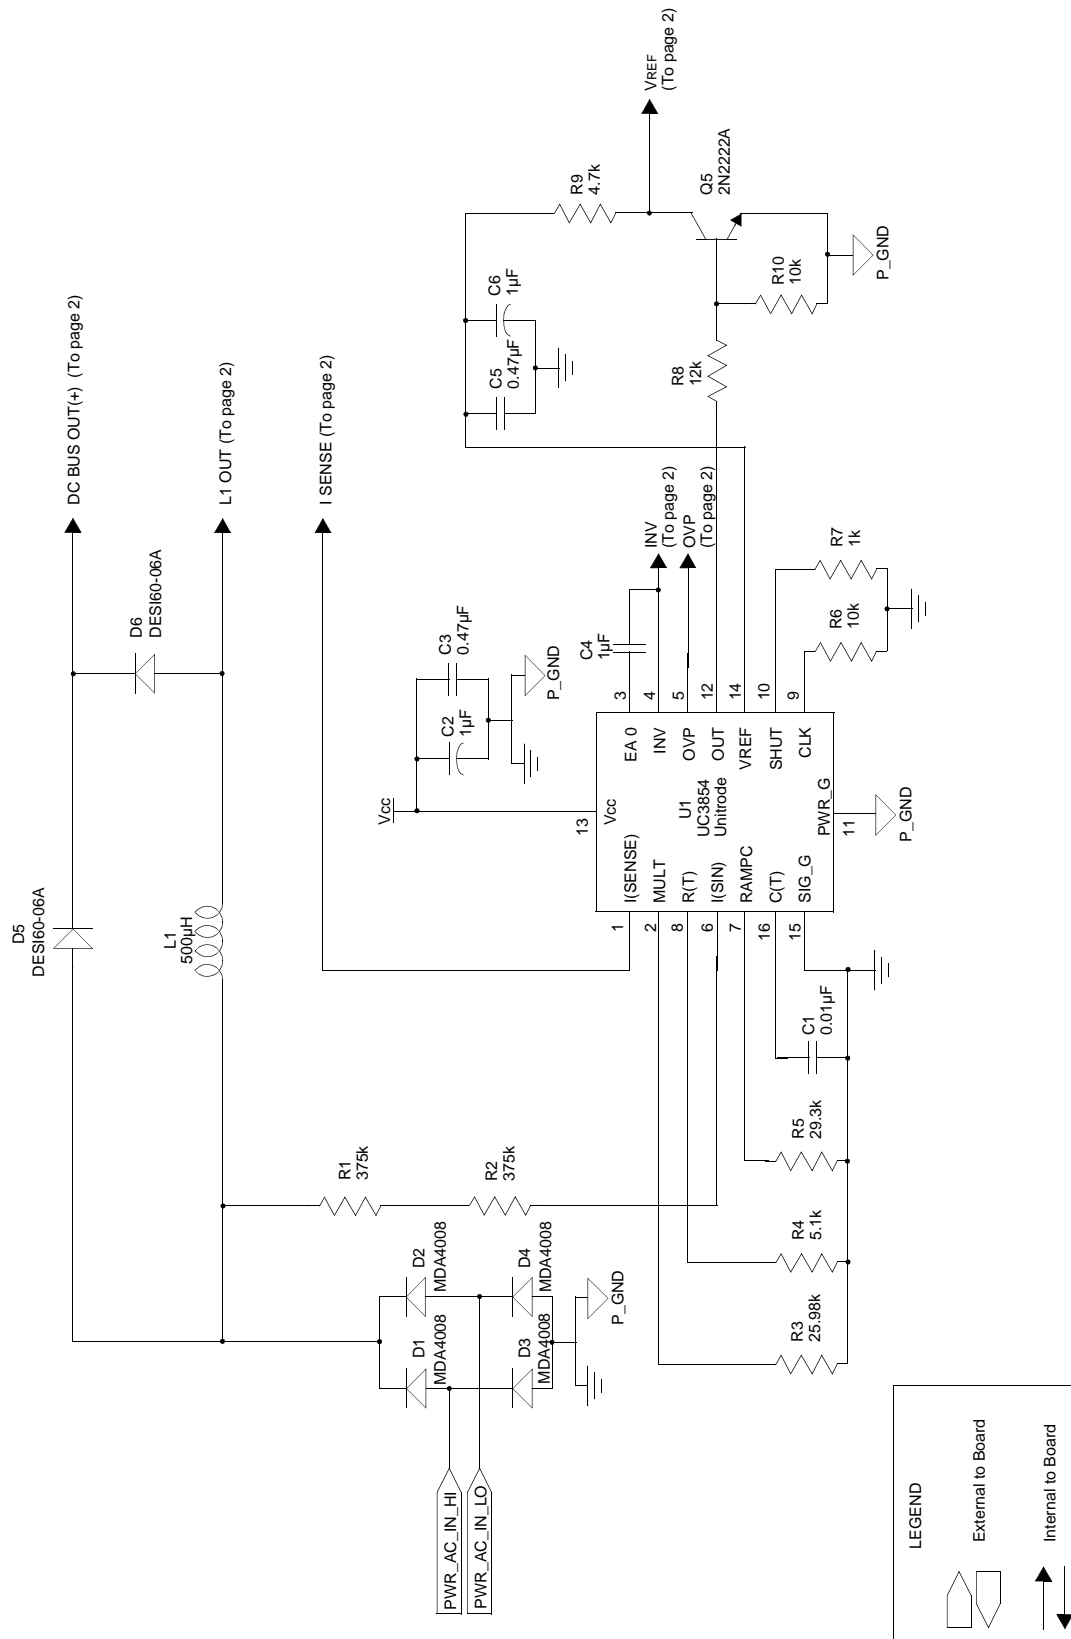 D5
DESI60-06A
D6
DESI60-06A
DC BUS OUT(+) (To page 2)
L1
500µH
L1 OUT (To page 2)
I SENSE (To page 2)
R1
375k
R2
375k
D1
MDA4008
D2
MDA4008
D3
MDA4008
D4
MDA4008
P_GND
PWR_AC_IN_HI
PWR_AC_IN_LO
Vcc
C2
1µF
C3
0.47µF
P_GND
C5
0.47µF
C6
1µF
R9
4.7k
VREF
(To page 2)
Q5
2N2222A
R8
12k
R10
10k
P_GND
C4
1µF
INV
(To page 2)
OVP
(To page 2)
13
Vcc
U1
UC3854
Unitrode
1
I(SENSE)
2
MULT
8
R(T)
6
I(SIN)
7
RAMPC
16
C(T)
15
SIG_G
EA 0
3
INV
4
OVP
5
OUT
12
VREF
14
SHUT
10
CLK
9
PWR_G
11
P_GND
R3
25.98k
R4
5.1k
R5
29.3k
C1
0.01µF
R6
10k
R7
1k
LEGEND
External to Board
Internal to Board